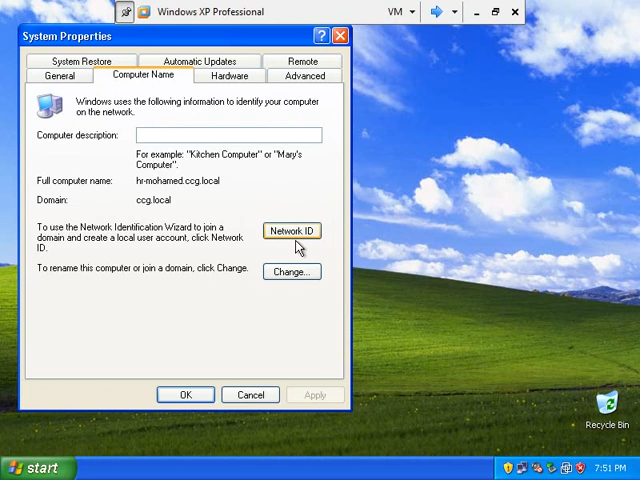 Windows XP Professional
VM
System Properties
System Restore
Automatic Updates
Remote
General
Computer Name
Hardware
Advanced
Windows uses the following information to identify your computer
on the network.
Computer description:
For example: "Kitchen Computer" or "Mary's
Computer".
Full computer name:
hr-mohamed.ccg.local
Domain:
ccg.local
To use the Network Identification Wizard to join a
domain and create a local user account, click Network
ID.
Network ID
To rename this computer or join a domain, click Change.
Change...
OK
Cancel
Apply
Recycle Bin
start
7:51 PM